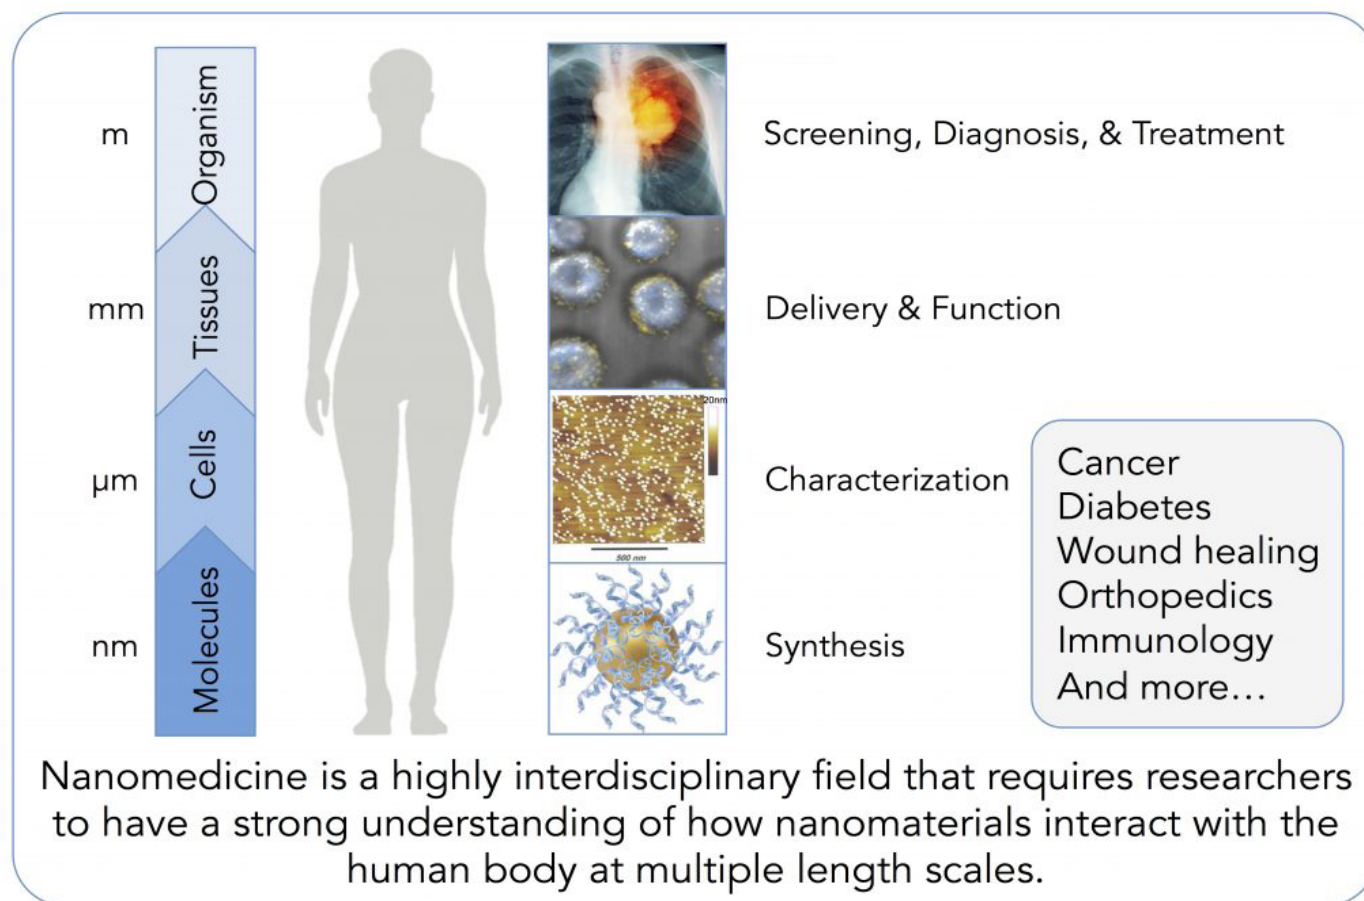 m
Organism
Screening, Diagnosis, & Treatment
mm
Tissues
Delivery & Function
20nm
μm
Cells
Characterization
500 nm
nm
Molecules
Synthesis
Cancer
Diabetes
Wound healing
Orthopedics
Immunology
And more...
Nanomedicine is a highly interdisciplinary field that requires researchers
to have a strong understanding of how nanomaterials interact with the
human body at multiple length scales.